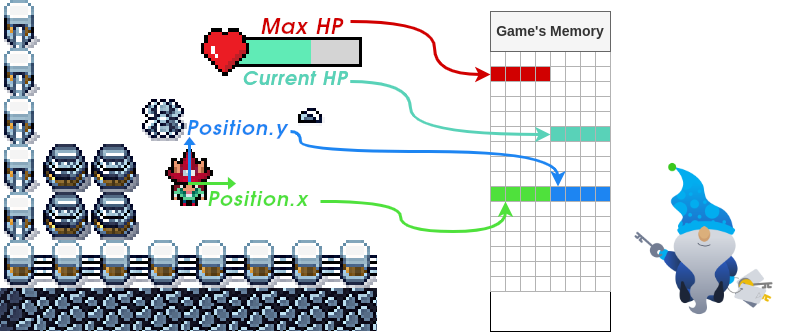 Max HP
Game's Memory
Current HP
Position.y
Position.x